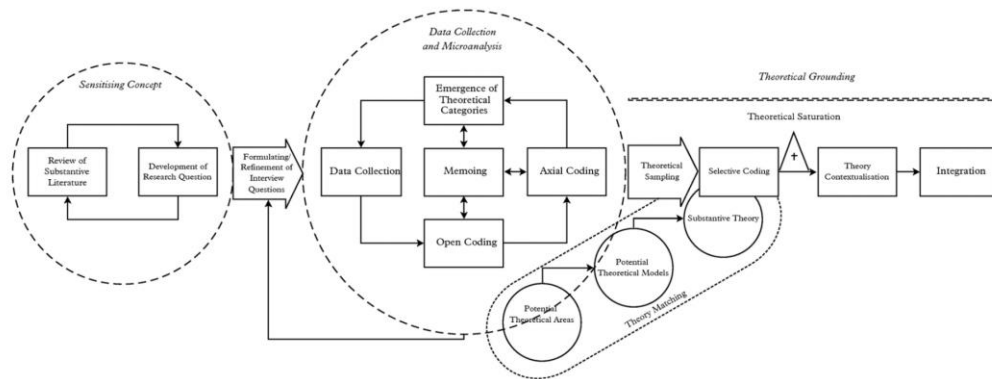 Sensitising Concept
Review of
Substantive
Literature
Development of
Research Question
Formulating/
Refinement of
Interview
Questions
Data Collection
and Microanalysis
Emergence of
Theoretical
Categories
Data Collection
Memoing
Axial Coding
Open Coding
Theoretical Grounding
Theoretical Saturation
Theoretical
Sampling
Selective Coding
Theory
Contextualisation
Integration
Substantive Theory
Potential
Theoretical Models
Potential
Theoretical Areas
Theory Matching